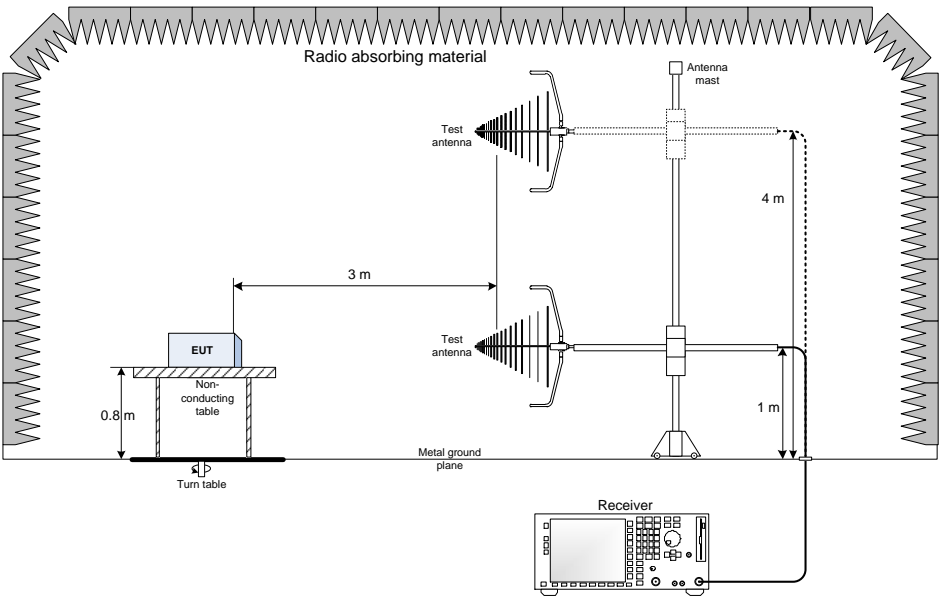 Radio absorbing material
Antenna
mast
Test
antenna
4 m
3 m
Test
antenna
EUT
Non-
conducting
table
0.8 m
1 m
Metal ground
plane
Turn table
Receiver